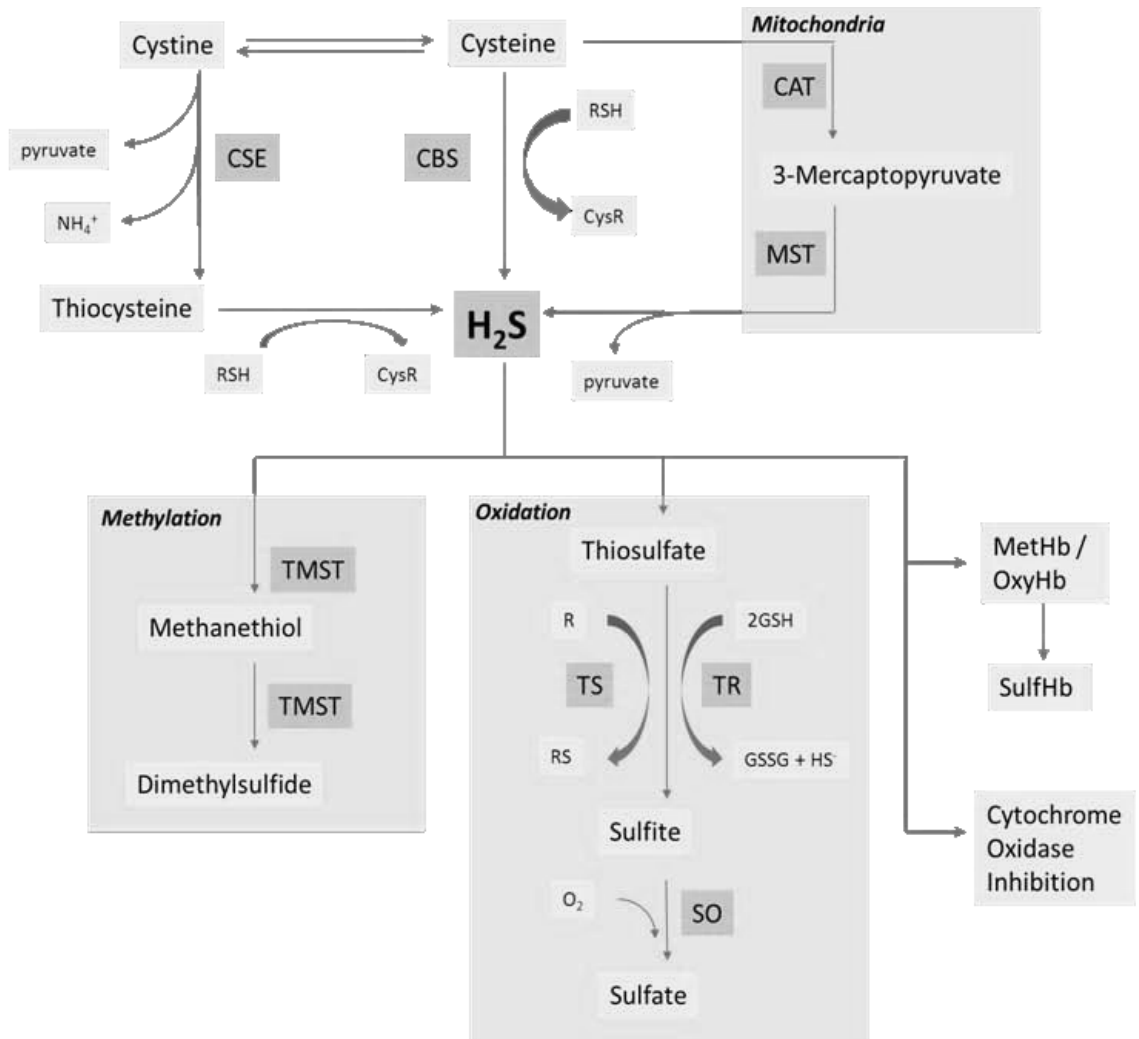 Cystine
Cysteine
Mitochondria
CAT
RSH
pyruvate
CSE
CBS
3-Mercaptopyruvate
NH₄⁺
CysR
MST
Thiocysteine
H₂S
RSH
CysR
pyruvate
Methylation
Oxidation
TMST
Thiosulfate
MetHb /
OxyHb
Methanethiol
R
2GSH
TS
TR
SulfHb
TMST
RS
GSSG + HS⁻
Dimethylsulfide
Sulfite
Cytochrome
Oxidase
Inhibition
O₂
SO
Sulfate